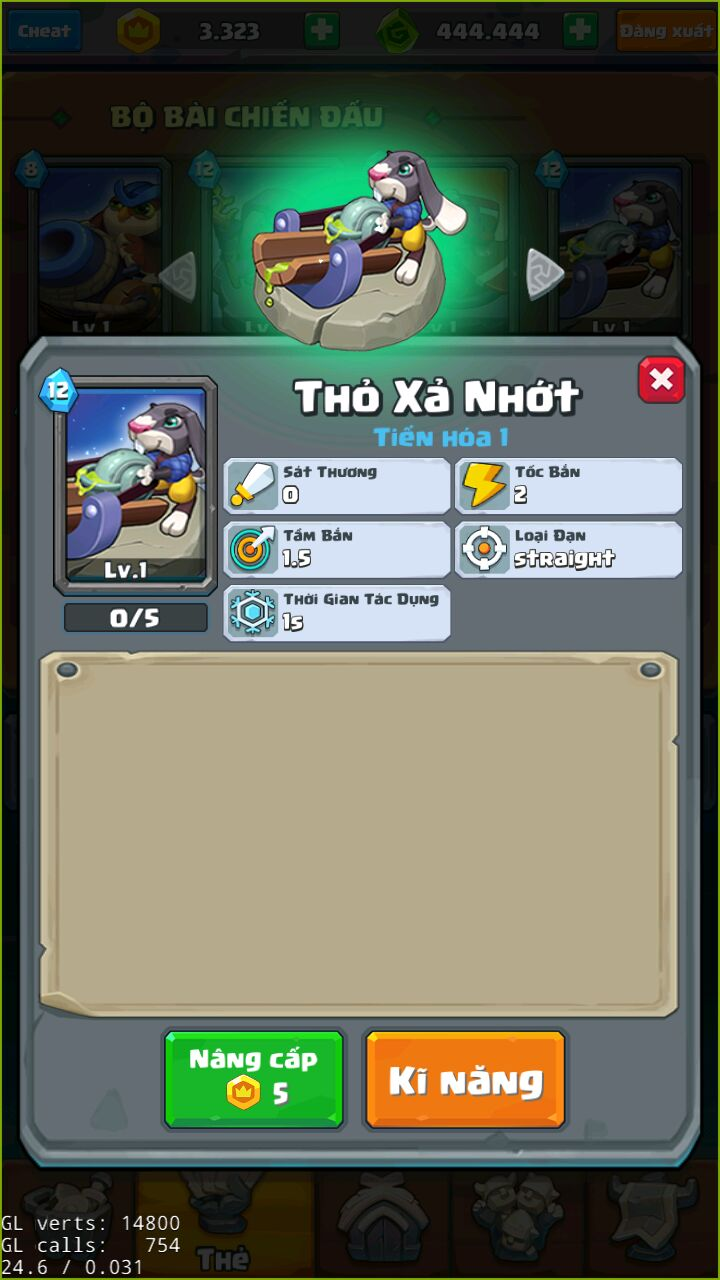 Cheat
3.323
444.444
Đăng xuất
BỘ BÀI CHIẾN ĐẤU
8
12
12
Lv 1
Lv 1
Lv 1
12
Thỏ Xả Nhớt
Tiến hóa 1
Sát Thương
0
Tốc Bắn
2
Tầm Bắn
1.5
Loại Đạn
straight
Thời Gian Tác Dụng
1s
Lv.1
0/5
Nâng cấp
5
Kĩ năng
Thẻ
GL verts: 14800
GL calls: 754
24.6 / 0.031